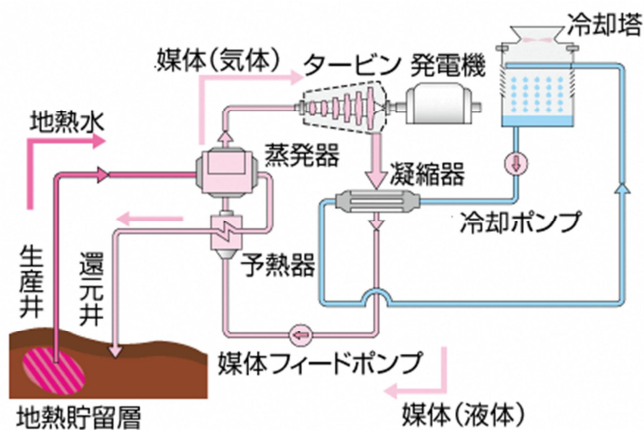 冷却塔
媒体(気体)
タービン
発電機
地熱水
蒸発器
凝縮器
冷却ポンプ
生産井
還元井
予熱器
媒体フィードポンプ
地熱貯留層
媒体(液体)